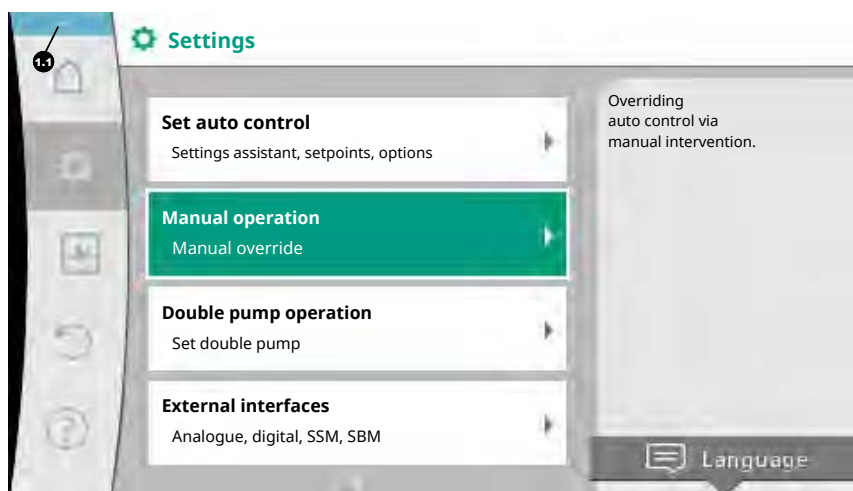 Settings
1.1
Set auto control
Settings assistant, setpoints, options
Manual operation
Manual override
Double pump operation
Set double pump
External interfaces
Analogue, digital, SSM, SBM
Overriding
auto control via
manual intervention.
Language